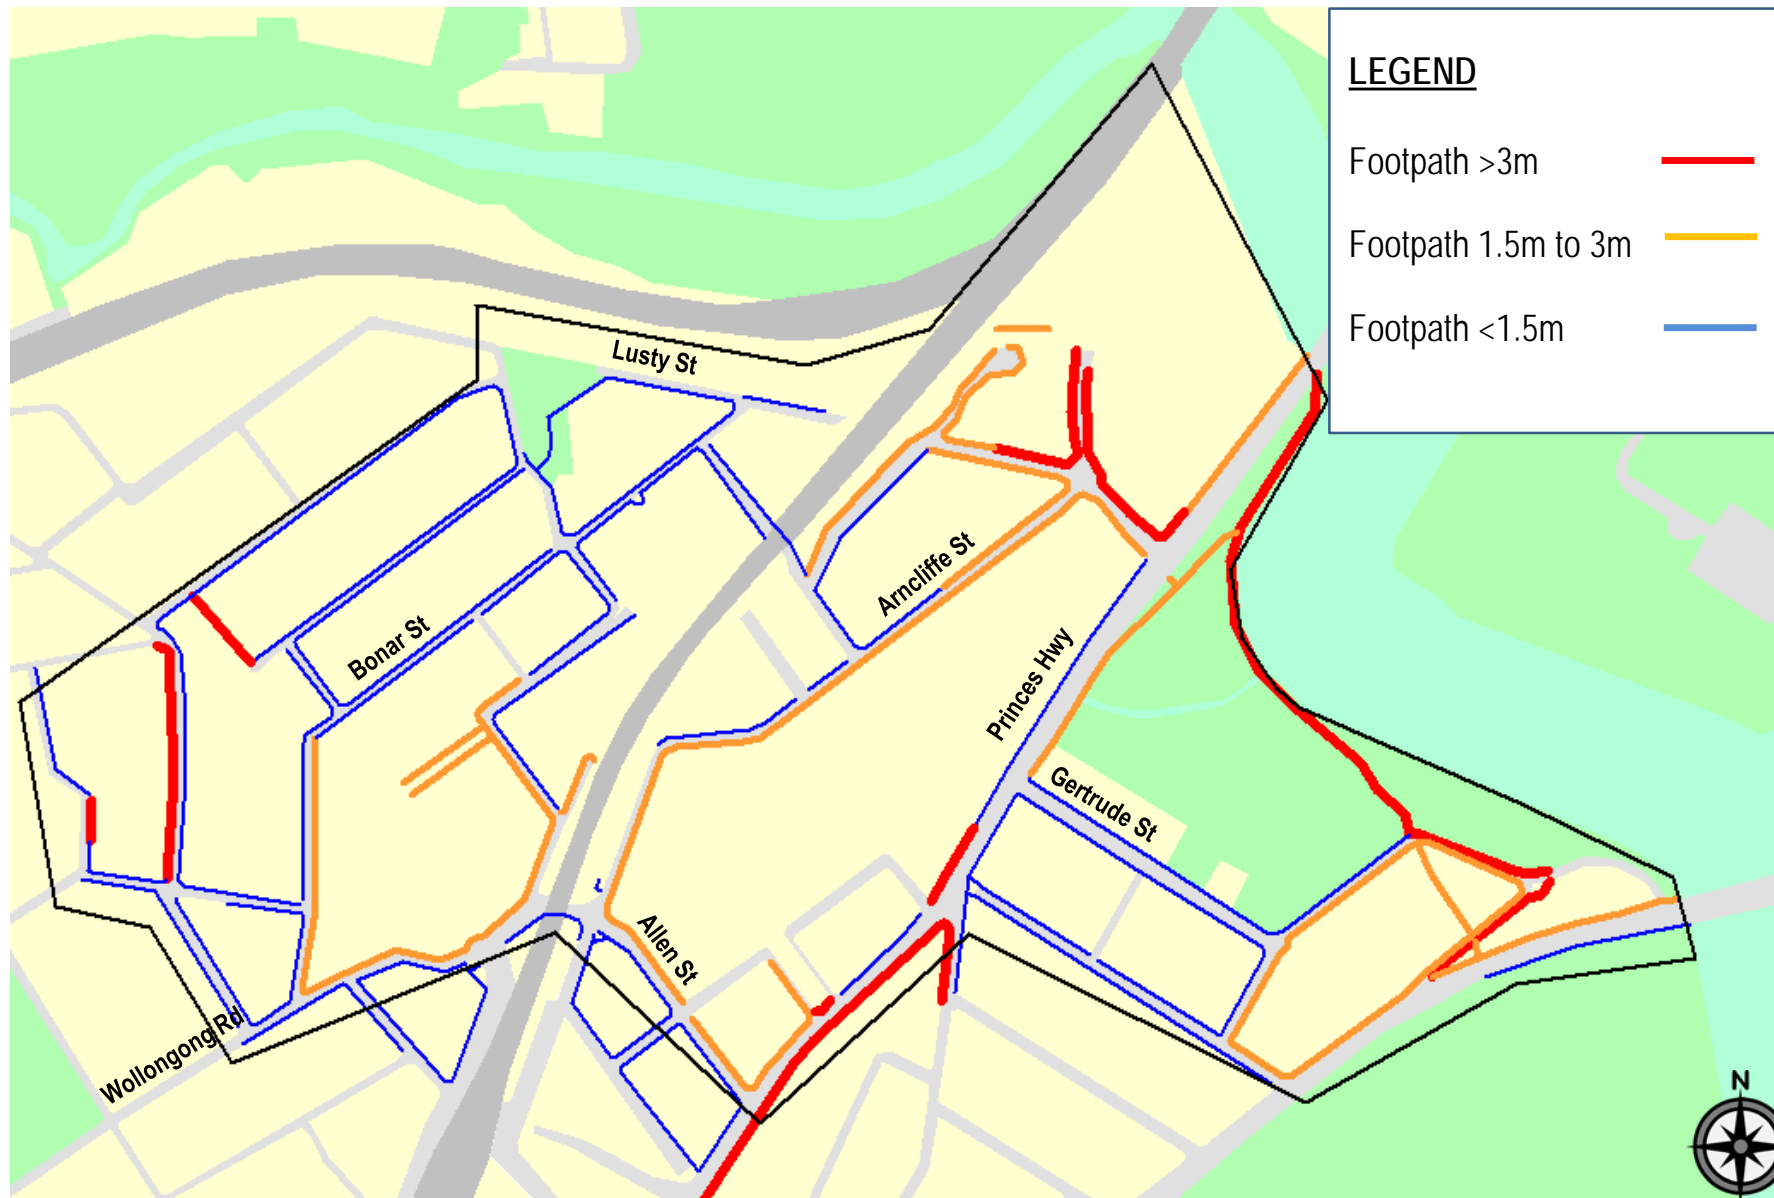 LEGEND
Footpath >3m
Footpath 1.5m to 3m
Footpath <1.5m
Lusty St
Arncliffe St
Bonar St
Princes Hwy
Gertrude St
Allen St
Wollongong Rd
N